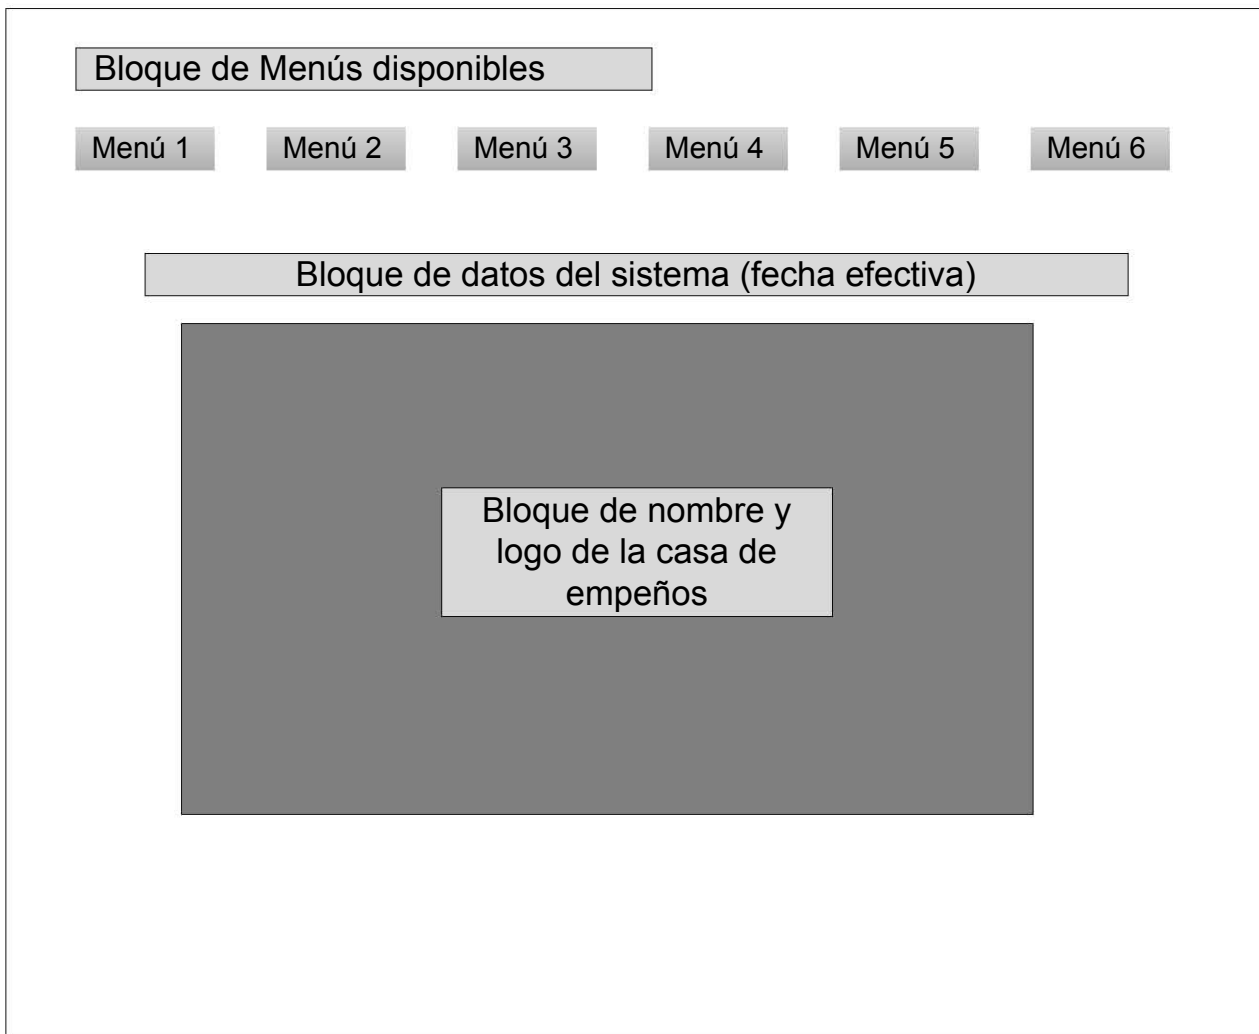 Bloque de Menús disponibles
Menú 1
Menú 2
Menú 3
Menú 4
Menú 5
Menú 6
Bloque de datos del sistema (fecha efectiva)
Bloque de nombre y
logo de la casa de
empeños